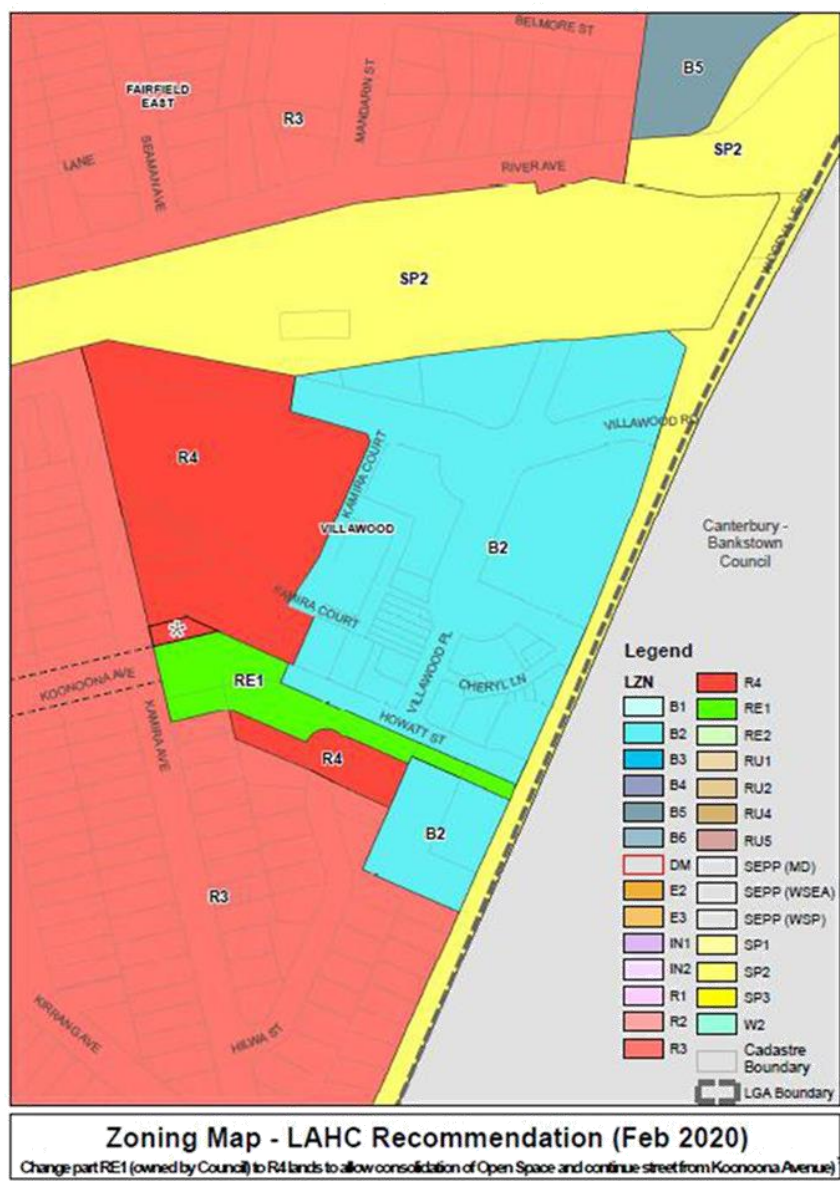 BELMORE ST
B5
FAIRFIELD
EAST
R3
MANDARIN ST
SP2
LANE
SEAMAN AVE
RIVER AVE
SP2
VILLAWOOD RD
R4
KAMIRA COURT
VILLAWOOD
B2
Canterbury -
Bankstown
Council
KAMIRA COURT
VILLAWOOD PL
KOONOONA AVE
RE1
CHERYL LN
KAMIRA AVE
HOWATT ST
R4
B2
R3
KIRRANG AVE
HILWA ST
Legend
LZN
B1
B2
B3
B4
B5
B6
DM
E2
E3
IN1
IN2
R1
R2
R3
R4
RE1
RE2
RU1
RU2
RU4
RU5
SEPP (MD)
SEPP (WSEA)
SEPP (WSP)
SP1
SP2
SP3
W2
Cadastre
Boundary
LGA Boundary
Zoning Map - LAHC Recommendation (Feb 2020)
Change part RE1 (owned by Council) to R4 lands to allow consolidation of Open Space and continue street from Koonoona Avenue)